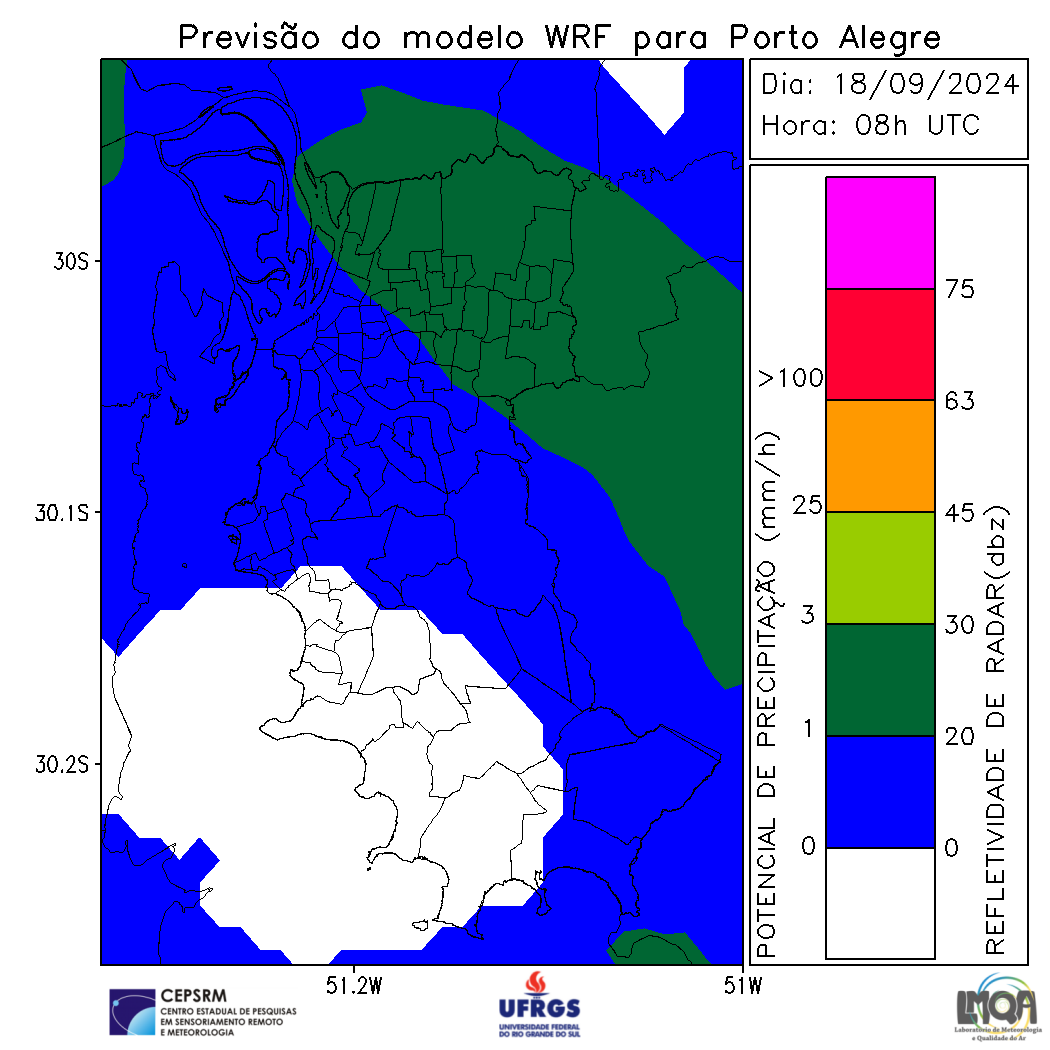 Previsão do modelo WRF para Porto Alegre
Dia: 18/09/2024
Hora: 08h UTC
30S
30.1S
30.2S
51.2W
51W
POTENCIAL DE PRECIPITAÇÃO (mm/h)
>100
25
3
1
0
75
63
45
30
20
0
REFLETIVIDADE DE RADAR(dbz)
CEPSRM
CENTRO ESTADUAL DE PESQUISAS
EM SENSORIAMENTO REMOTO
E METEOROLOGIA
UFRGS
UNIVERSIDADE FEDERAL
DO RIO GRANDE DO SUL
LMQA
Laboratório de Meteorologia
e Qualidade do Ar